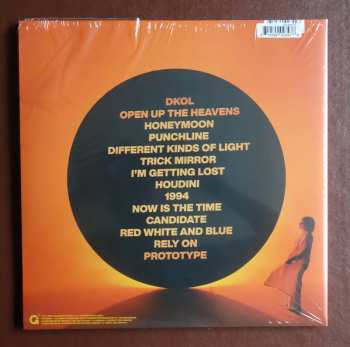 DKOL
OPEN UP THE HEAVENS
HONEYMOON
PUNCHLINE
DIFFERENT KINDS OF LIGHT
TRICK MIRROR
I'M GETTING LOST
HOUDINI
1994
NOW IS THE TIME
CANDIDATE
RED WHITE AND BLUE
RELY ON
PROTOTYPE